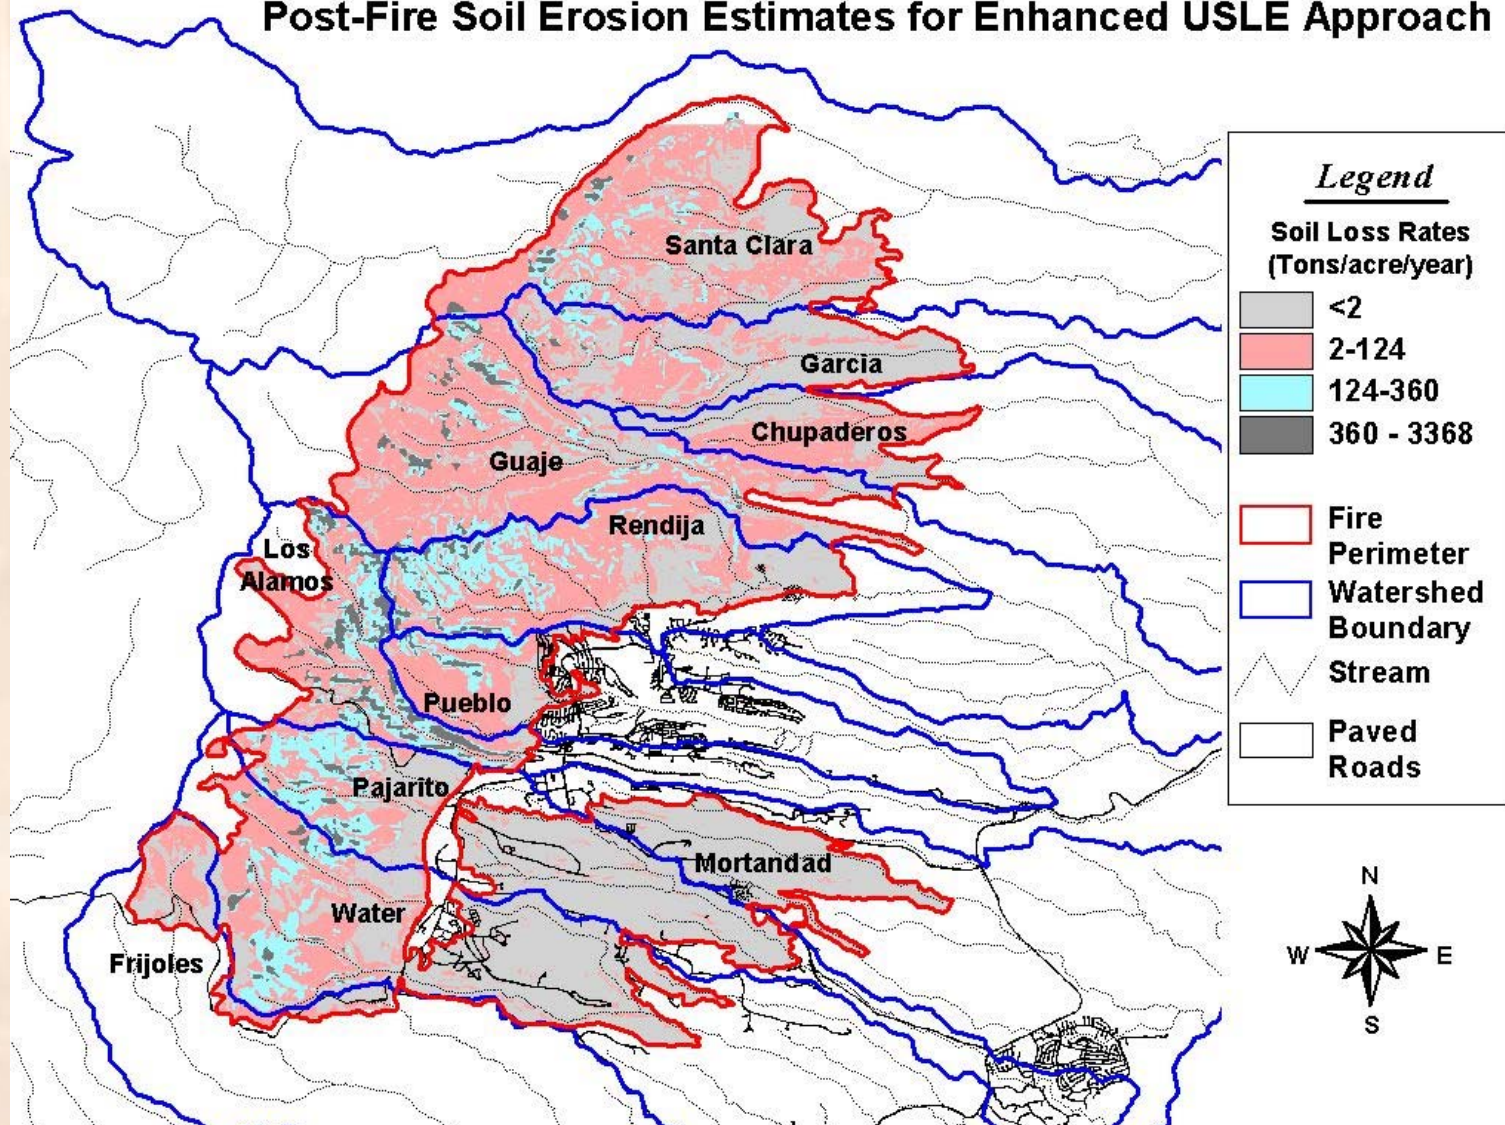 Post-Fire Soil Erosion Estimates for Enhanced USLE Approach
Santa Clara
Garcia
Chupaderos
Guaje
Rendija
Los
Alamos
Pueblo
Pajarito
Mortandad
Water
Frijoles
Legend
Soil Loss Rates
(Tons/acre/year)
<2
2-124
124-360
360 - 3368
Fire
Perimeter
Watershed
Boundary
Stream
Paved
Roads
N
W E
S